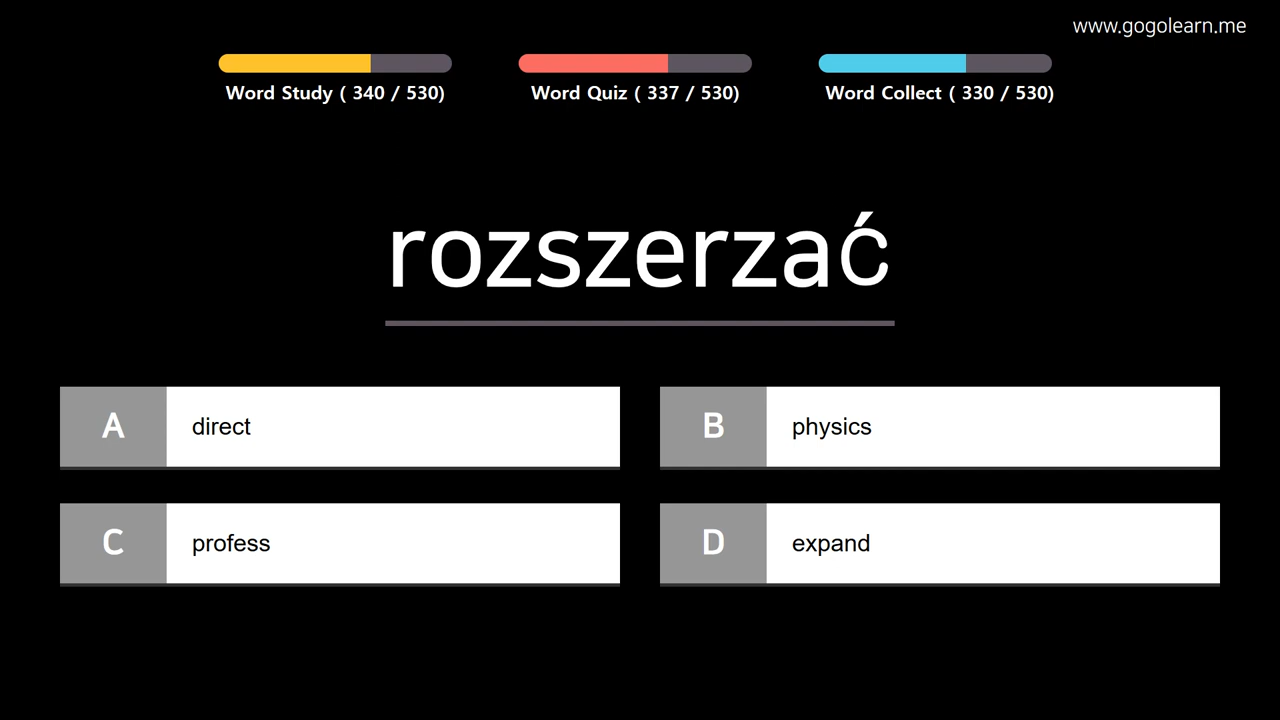 www.gogolearn.me
Word Study ( 340 / 530)
Word Quiz ( 337 / 530)
Word Collect ( 330 / 530)
rozszerzać
A direct
B physics
C profess
D expand